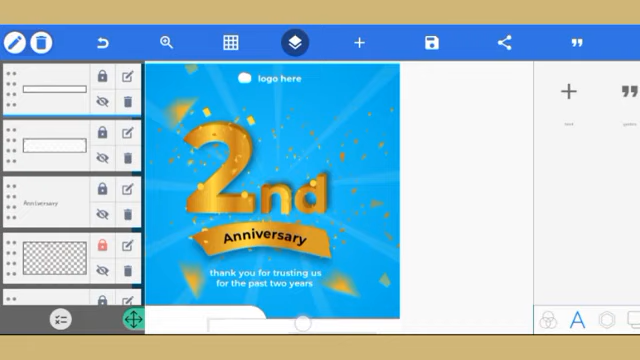 logo here
2nd
Anniversary
thank you for trusting us
for the past two years
Anniversary